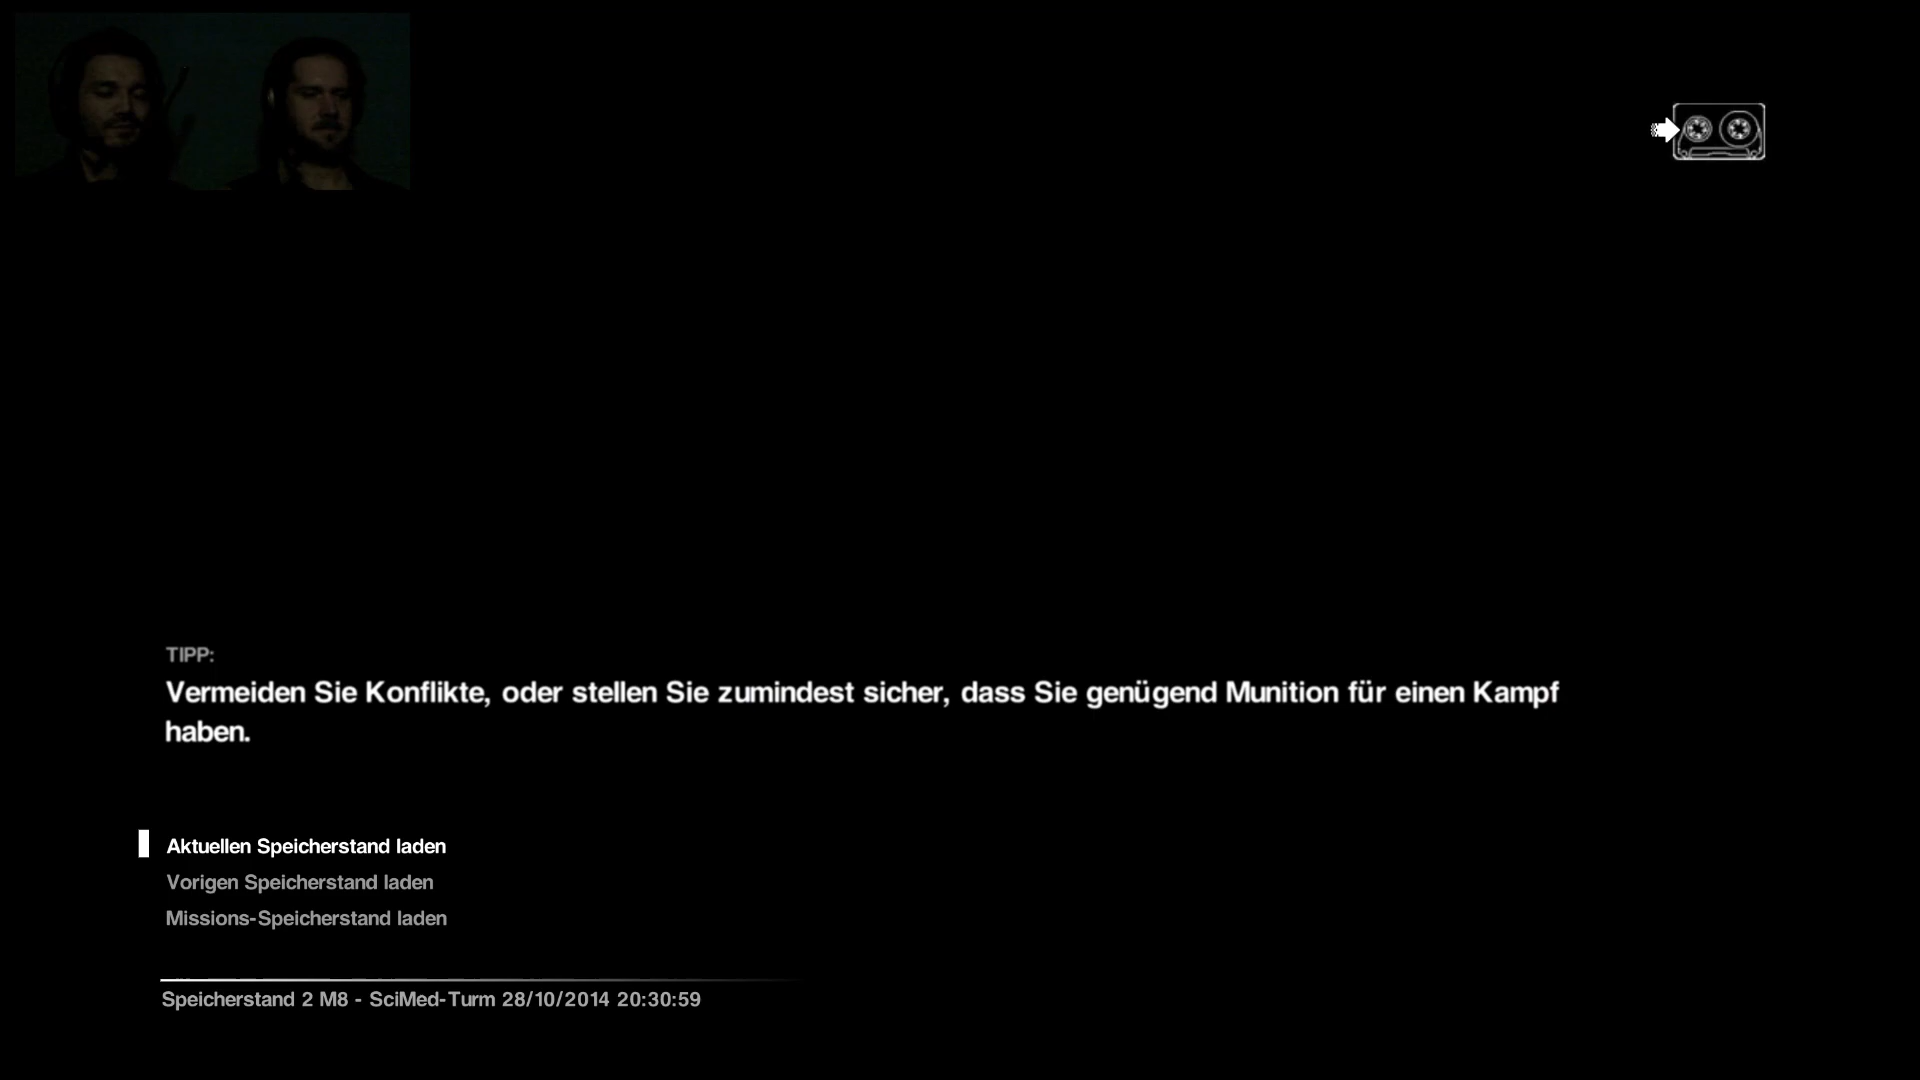 TIPP:
Vermeiden Sie Konflikte, oder stellen Sie zumindest sicher, dass Sie genügend Munition für einen Kampf
haben.
Aktuellen Speicherstand laden
Vorigen Speicherstand laden
Missions-Speicherstand laden
Speicherstand 2 M8 - SciMed-Turm 28/10/2014 20:30:59